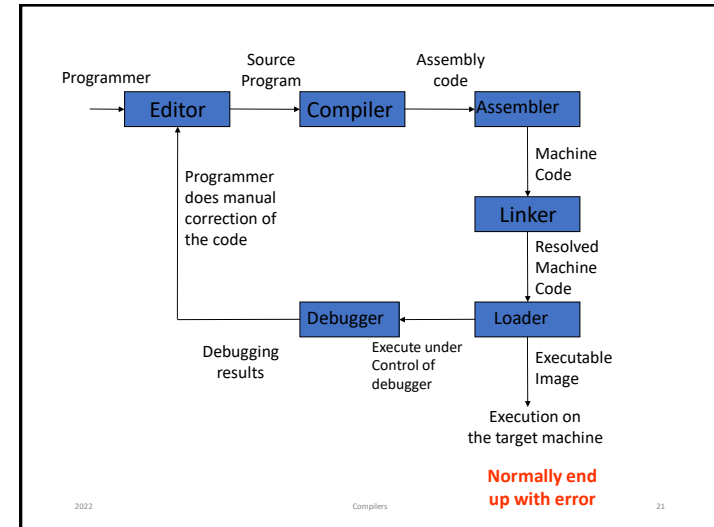 Programmer
Source
Program
Assembly
code
Editor
Compiler
Assembler
Machine
Code
Programmer
does manual
correction of
the code
Linker
Resolved
Machine
Code
Debugger
Loader
Debugging
results
Execute under
Control of
debugger
Executable
Image
Execution on
the target machine
Normally end
up with error
2022
Compilers
21